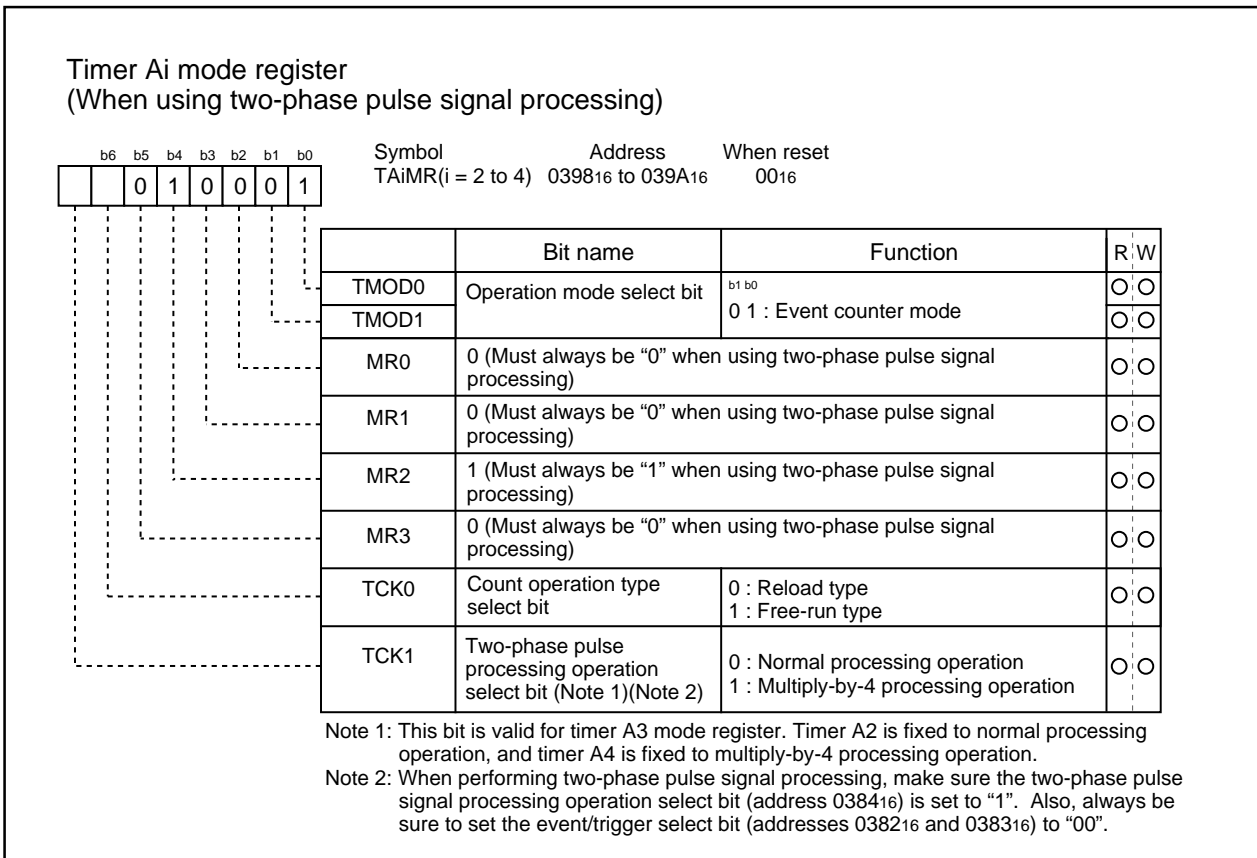 Timer Ai mode register
(When using two-phase pulse signal processing)
b6 b5 b4 b3 b2 b1 b0
Symbol Address When reset
0 1 0 0 0 1
TAiMR(i = 2 to 4) 039816 to 039A16 0016
Bit name Function R W
TMOD0 Operation mode select bit b1 b0
TMOD1 0 1 : Event counter mode
MR0 0 (Must always be “0” when using two-phase pulse signal
processing)
MR1 0 (Must always be “0” when using two-phase pulse signal
processing)
MR2 1 (Must always be “1” when using two-phase pulse signal
processing)
MR3 0 (Must always be “0” when using two-phase pulse signal
processing)
TCK0 Count operation type 0 : Reload type
select bit 1 : Free-run type
TCK1 Two-phase pulse
processing operation 0 : Normal processing operation
select bit (Note 1)(Note 2) 1 : Multiply-by-4 processing operation
Note 1: This bit is valid for timer A3 mode register. Timer A2 is fixed to normal processing
operation, and timer A4 is fixed to multiply-by-4 processing operation.
Note 2: When performing two-phase pulse signal processing, make sure the two-phase pulse
signal processing operation select bit (address 038416) is set to “1”. Also, always be
sure to set the event/trigger select bit (addresses 038216 and 038316) to “00”.